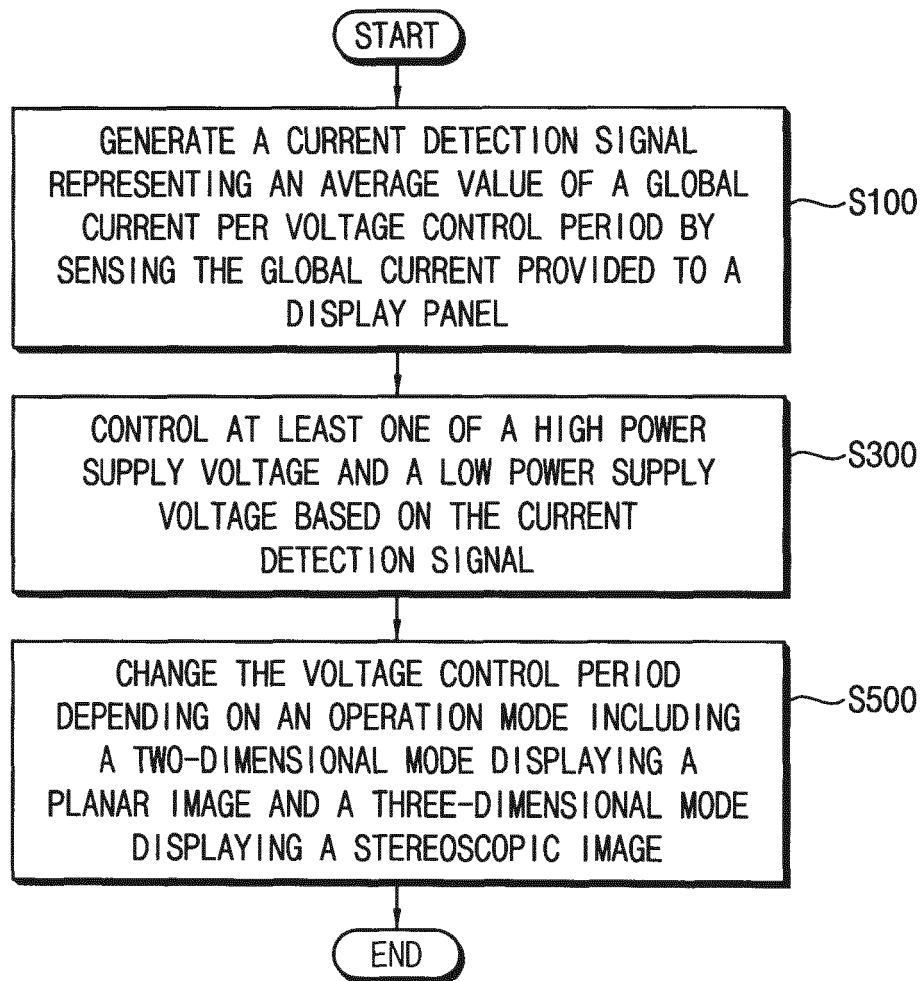 START
GENERATE A CURRENT DETECTION SIGNAL
REPRESENTING AN AVERAGE VALUE OF A GLOBAL
CURRENT PER VOLTAGE CONTROL PERIOD BY
SENSING THE GLOBAL CURRENT PROVIDED TO A
DISPLAY PANEL
S100
CONTROL AT LEAST ONE OF A HIGH POWER
SUPPLY VOLTAGE AND A LOW POWER SUPPLY
VOLTAGE BASED ON THE CURRENT
DETECTION SIGNAL
S300
CHANGE THE VOLTAGE CONTROL PERIOD
DEPENDING ON AN OPERATION MODE INCLUDING
A TWO-DIMENSIONAL MODE DISPLAYING A
PLANAR IMAGE AND A THREE-DIMENSIONAL MODE
DISPLAYING A STEREOSCOPIC IMAGE
S500
END